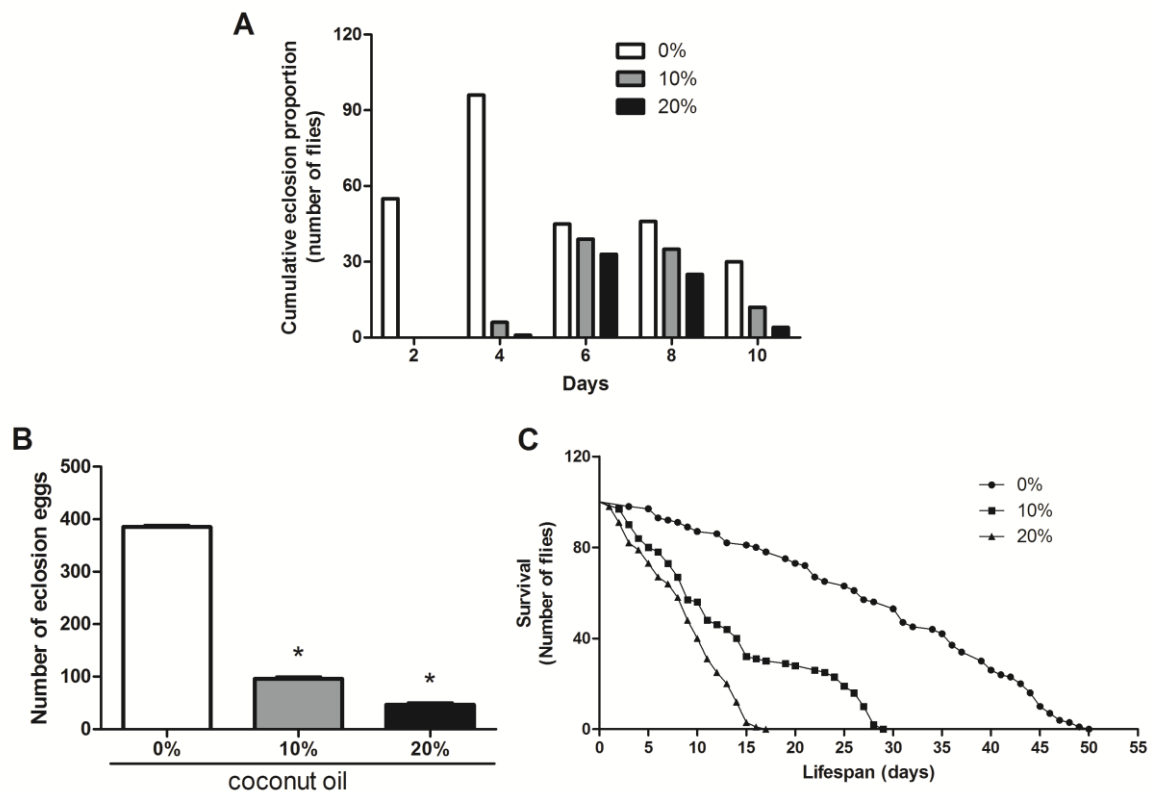 A
Cumulative eclosion proportion
(number of flies)
120
90
60
30
0
0%
10%
20%
2 4 6 8 10
Days
B
Number of eclosion eggs
500
400
300
200
100
0
*
*
0% 10% 20%
coconut oil
C
Survival
(Number of flies)
120
80
40
0
0%
10%
20%
0 5 10 15 20 25 30 35 40 45 50 55
Lifespan (days)